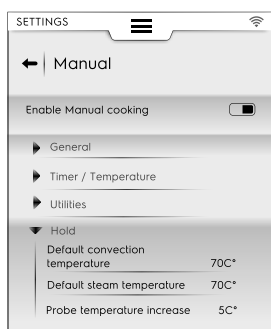 SETTINGS
Manual
Enable Manual cooking
General
Timer / Temperature
Utilities
Hold
Default convection
temperature 70C°
Default steam temperature 70C°
Probe temperature increase 5C°